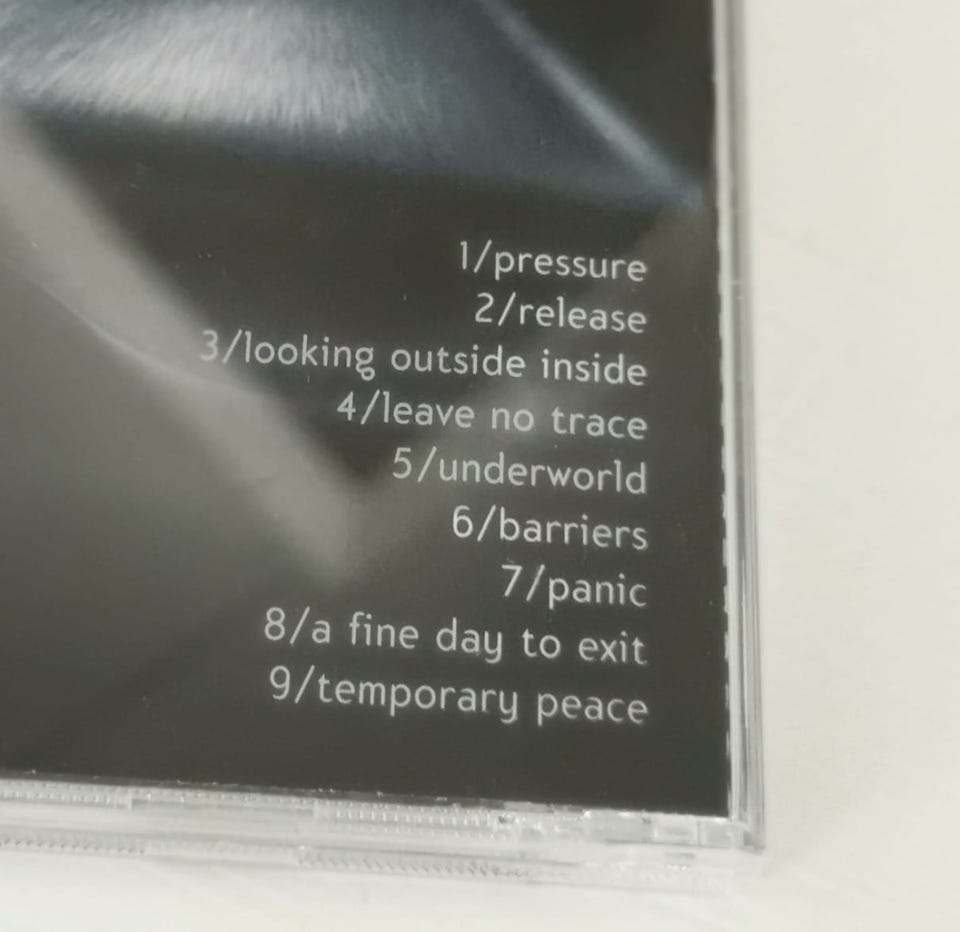 1/pressure
2/release
3/looking outside inside
4/leave no trace
5/underworld
6/barriers
7/panic
8/a fine day to exit
9/temporary peace